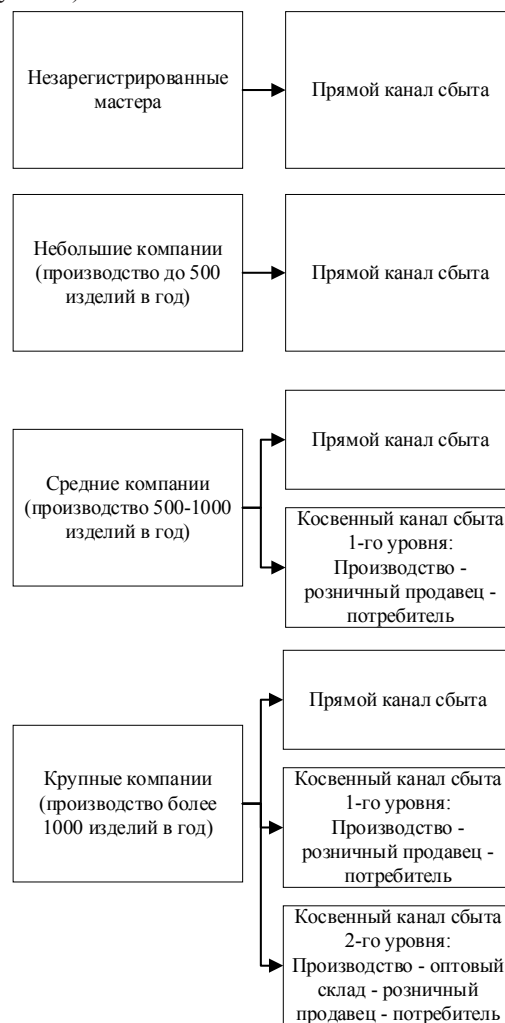 Незарегистрированные
мастера
Прямой канал сбыта
Небольшие компании
(производство до 500
изделий в год)
Прямой канал сбыта
Средние компании
(производство 500-1000
изделий в год)
Прямой канал сбыта
Косвенный канал сбыта
1-го уровня:
Производство -
розничный продавец -
потребитель
Крупные компании
(производство более
1000 изделий в год)
Прямой канал сбыта
Косвенный канал сбыта
1-го уровня:
Производство -
розничный продавец -
потребитель
Косвенный канал сбыта
2-го уровня:
Производство - оптовый
склад - розничный
продавец - потребитель